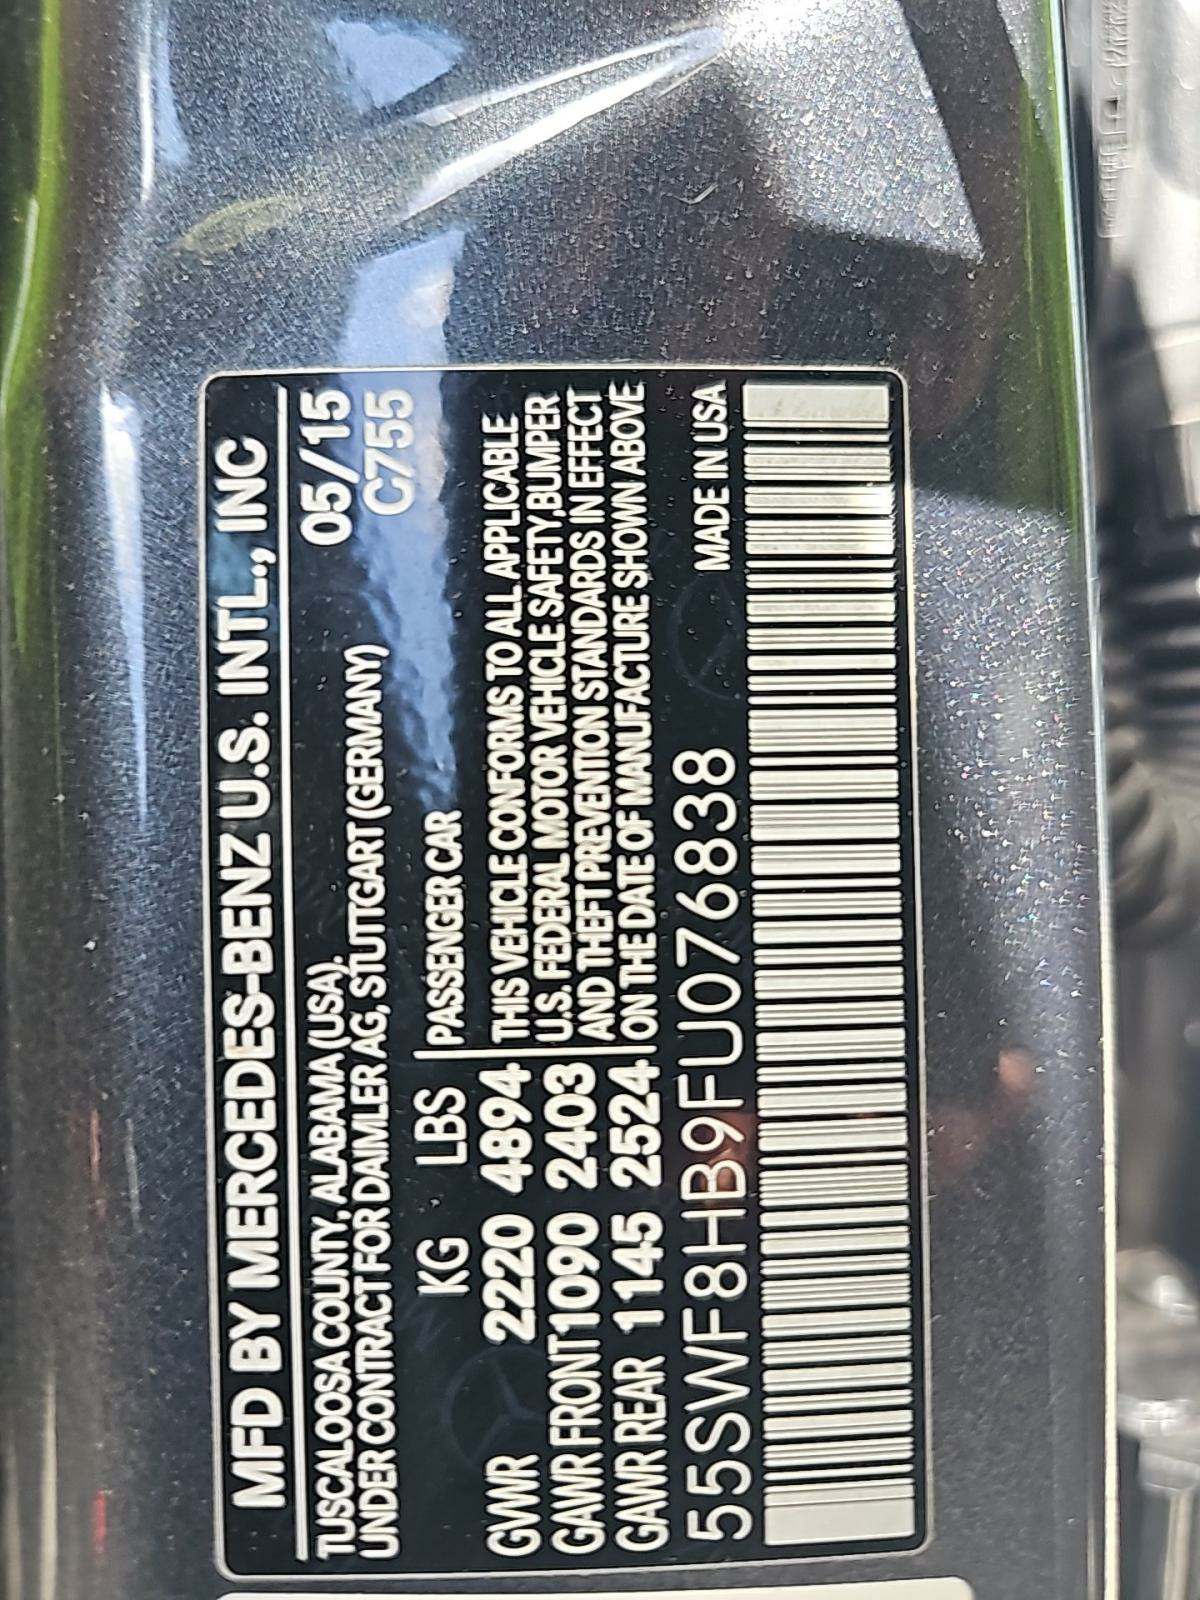 MFD BY MERCEDES-BENZ U.S. INTL., INC
TUSCALOOSA COUNTY, ALABAMA (USA). 05/15
UNDER CONTRACT FOR DAIMLER AG, STUTTGART (GERMANY) C755
KG LBS PASSENGER CAR
GVWR 2220 4894 THIS VEHICLE CONFORMS TO ALL APPLICABLE
U.S. FEDERAL MOTOR VEHICLE SAFETY,BUMPER
GAWR FRONT 1090 2403 AND THEFT PREVENTION STANDARDS IN EFFECT
GAWR REAR 1145 2524 ON THE DATE OF MANUFACTURE SHOWN ABOVE
55SWF8HB9FU076838 MADE IN USA